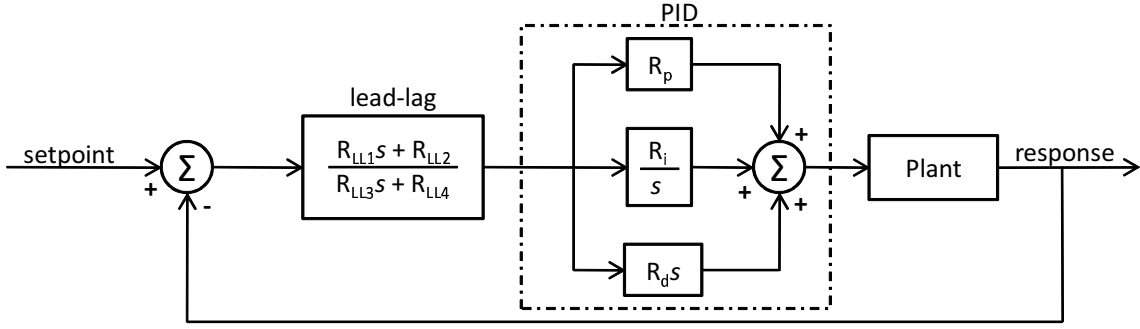 PID
R_p
lead-lag
setpoint
Σ
+
-
R_LL1s + R_LL2
R_LL3s + R_LL4
R_i
s
+
+
+
Σ
R_ds
Plant
response